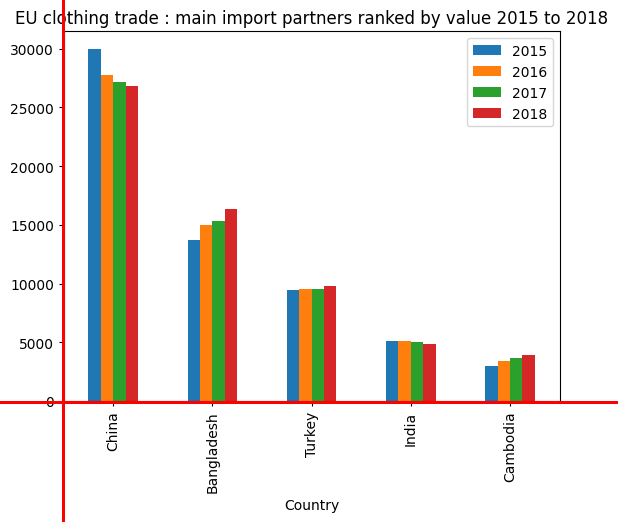 EU clothing trade : main import partners ranked by value 2015 to 2018
2015
2016
2017
2018
30000
25000
20000
15000
10000
5000
0
China
Bangladesh
Turkey
India
Cambodia
Country